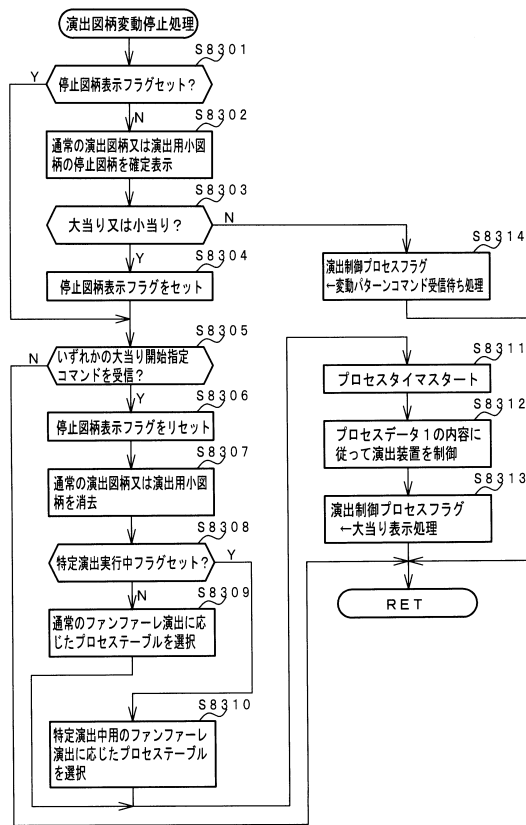 演出図柄変動停止処理
S8301
停止図柄表示フラグセット？
Y
N
S8302
通常の演出図柄又は演出用小図
柄の停止図柄を確定表示
S8303
大当り又は小当り？
N
Y
S8314
演出制御プロセスフラグ
←変動パターンコマンド受信待ち処理
S8304
停止図柄表示フラグをセット
S8305
いずれかの大当り開始指定
コマンドを受信？
N
Y
S8306
停止図柄表示フラグをリセット
S8307
通常の演出図柄又は演出用小図
柄を消去
S8308
特定演出実行中フラグセット？
Y
N
S8309
通常のファンファーレ演出に応
じたプロセステーブルを選択
S8310
特定演出中用のファンファーレ
演出に応じたプロセステーブル
を選択
S8311
プロセスタイマスタート
S8312
プロセスデータ１の内容に
従って演出装置を制御
S8313
演出制御プロセスフラグ
←大当り表示処理
RET